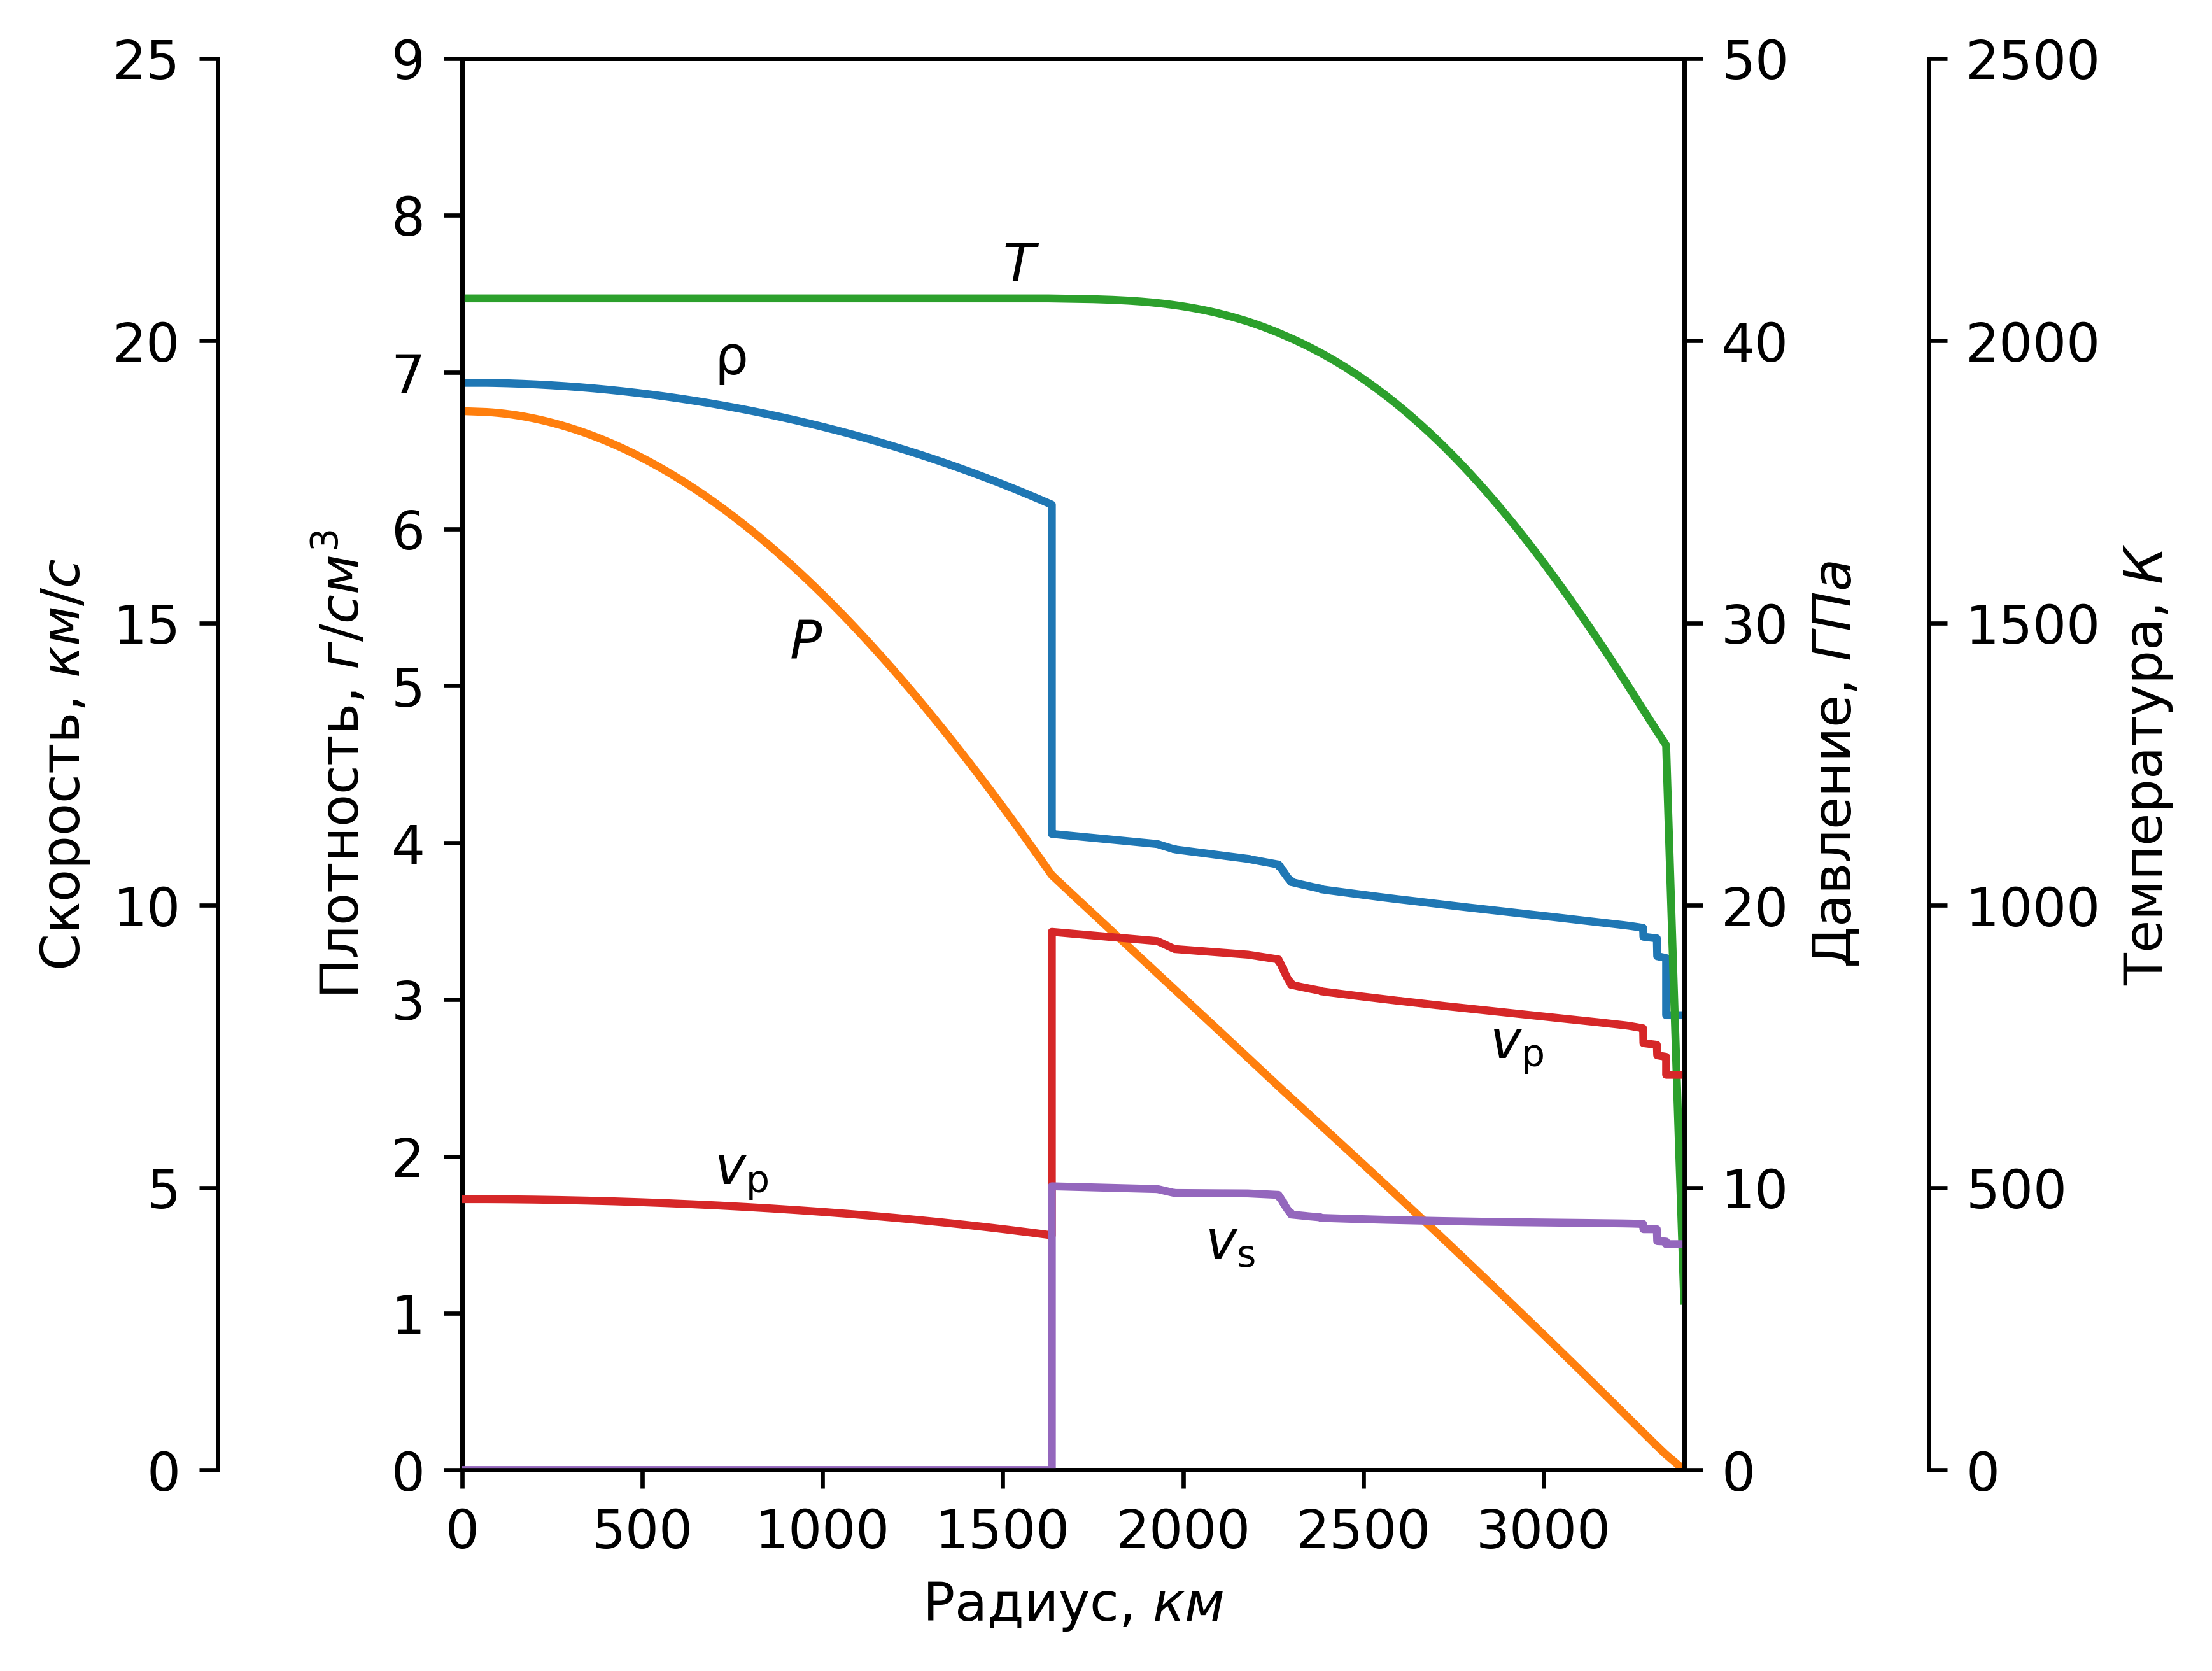 25
20
15
10
5
0
Скорость, км/с
9
8
7
6
5
4
3
2
1
0
Плотность, г/см³
T
ρ
P
vₚ
vₚ
vₛ
50
40
30
20
10
0
Давление, ГПа
2500
2000
1500
1000
500
0
Температура, K
0 500 1000 1500 2000 2500 3000
Радиус, км